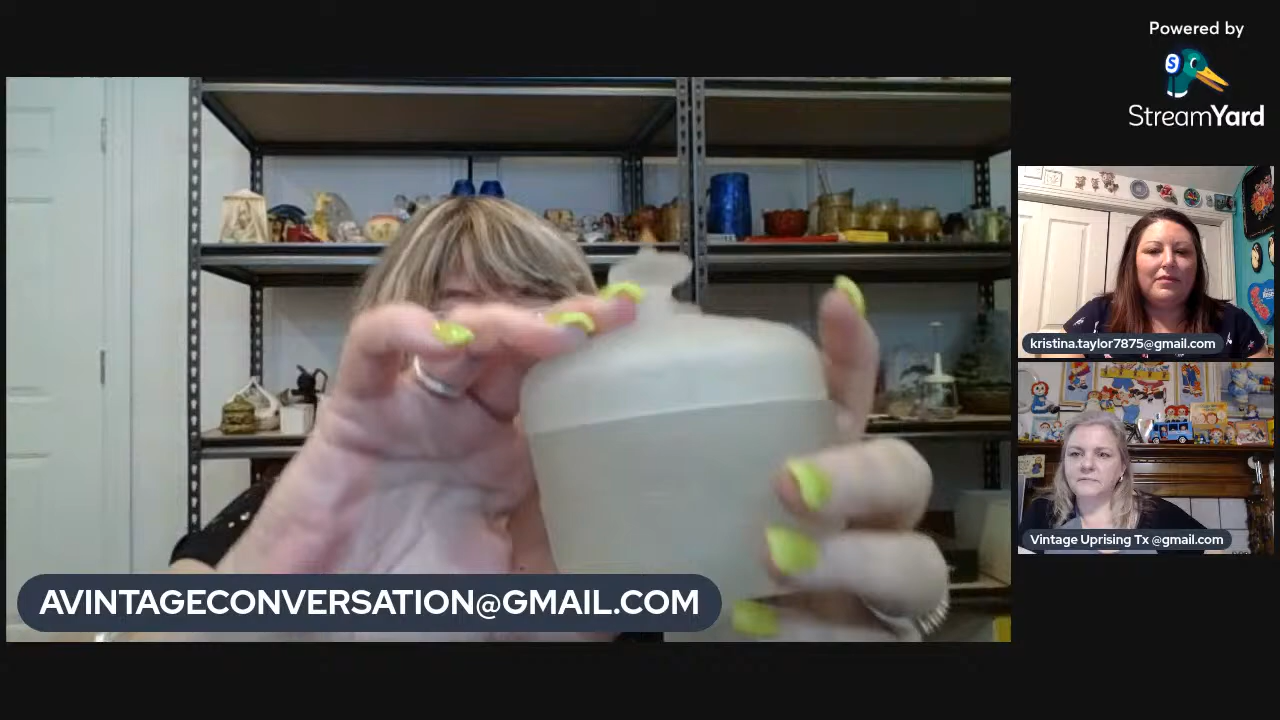 Powered by
S
StreamYard
kristina.taylor7875@gmail.com
Vintage Uprising Tx @gmail.com
AVINTAGECONVERSATION@GMAIL.COM